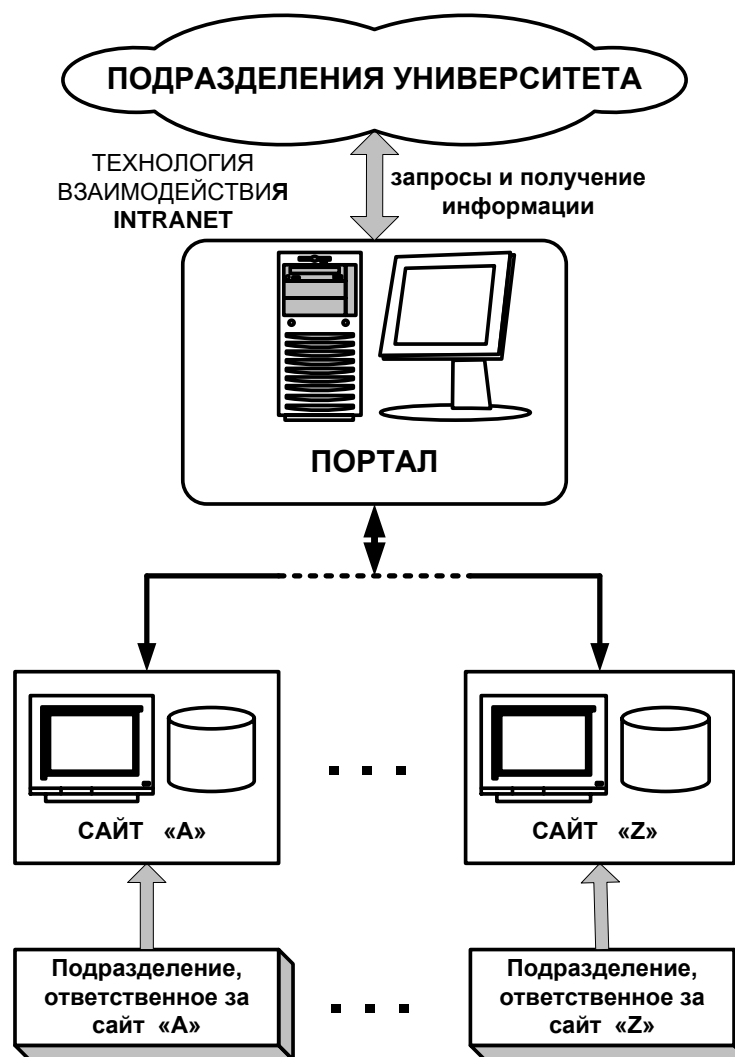 ПОДРАЗДЕЛЕНИЯ УНИВЕРСИТЕТА
ТЕХНОЛОГИЯ
ВЗАИМОДЕЙСТВИЯ
INTRANET
запросы и получение
информации
ПОРТАЛ
САЙТ «A»
. . .
САЙТ «Z»
Подразделение,
ответственное за
сайт «A»
. . .
Подразделение,
ответственное за
сайт «Z»